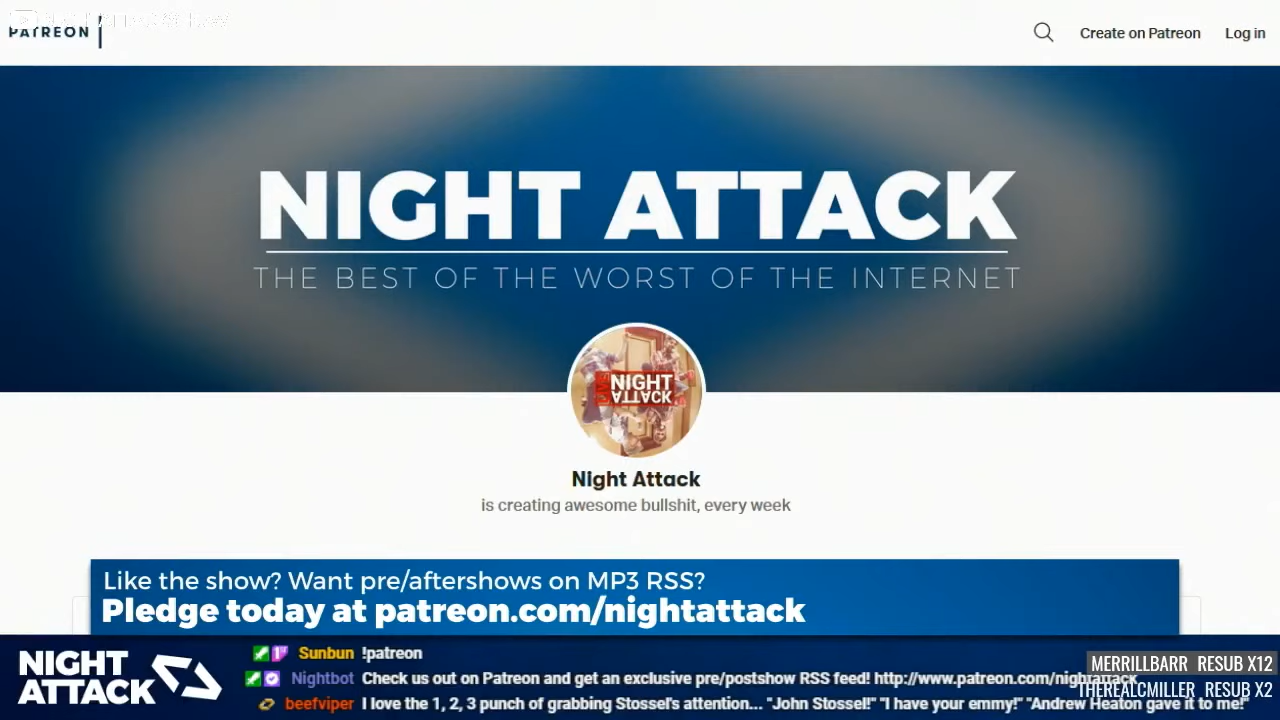 PATREON
Create on Patreon
Log in
NIGHT ATTACK
THE BEST OF THE WORST OF THE INTERNET
NIGHT
ATTACK
Night Attack
is creating awesome bullshit, every week
Like the show? Want pre/aftershows on MP3 RSS?
Pledge today at patreon.com/nightattack
NIGHT
ATTACK
Sunbun !patreon
Nightbot Check us out on Patreon and get an exclusive pre/postshow RSS feed! http://www.patreon.com/nightattack
beefviper I love the 1, 2, 3 punch of grabbing Stossel's attention... "John Stossel!" "I have your emmy!" "Andrew Heaton gave it to me!"
MERRILLBARR RESUB X12
THEREALCMILLER RESUB X2